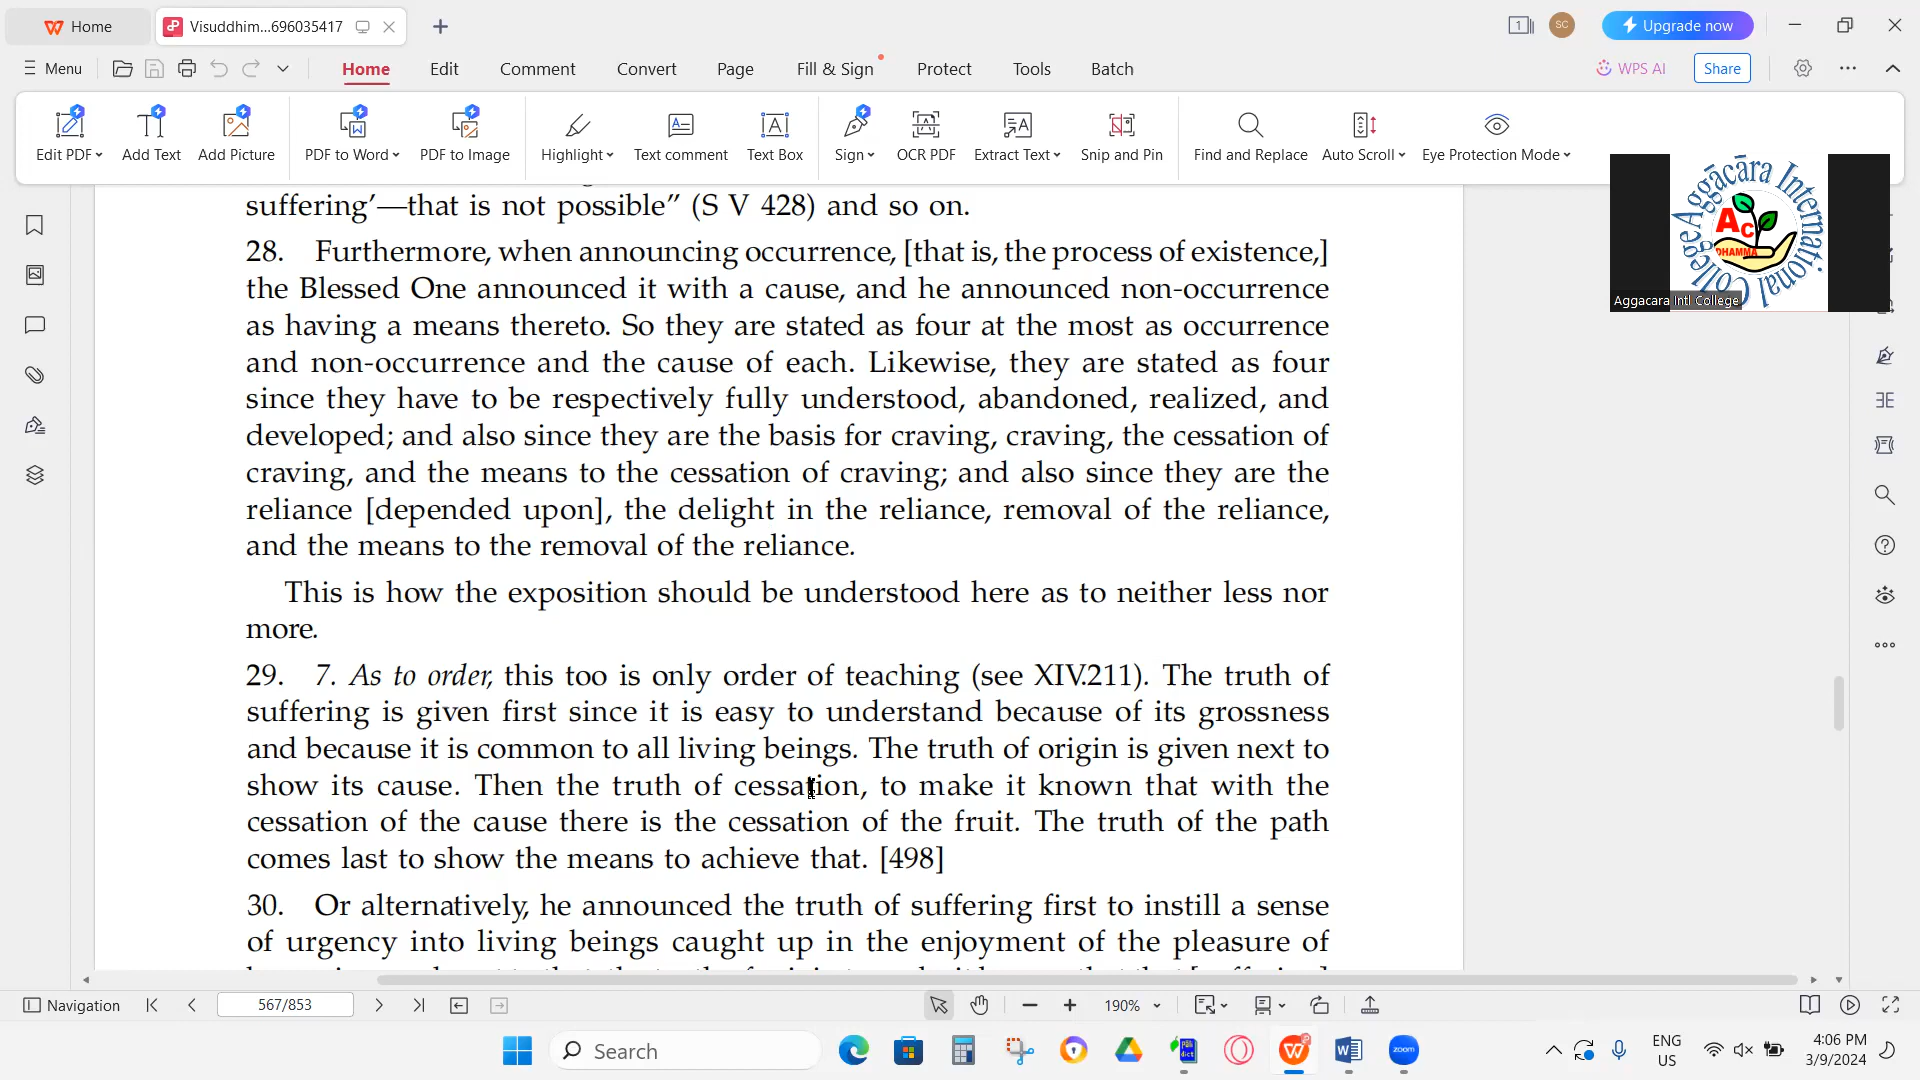 Home
Visuddhim...696035417
1
SC
Upgrade now
Menu
Home
Edit
Comment
Convert
Page
Fill & Sign
Protect
Tools
Batch
WPS AI
Share
Edit PDF
Add Text
Add Picture
PDF to Word
PDF to Image
Highlight
Text comment
Text Box
Sign
OCR PDF
Extract Text
Snip and Pin
Find and Replace
Auto Scroll
Eye Protection Mode
Aggācāra International College
AC
DHAMMA
Aggacara Intl College
suffering’—that is not possible” (S V 428) and so on.
28. Furthermore, when announcing occurrence, [that is, the process of existence,]
the Blessed One announced it with a cause, and he announced non-occurrence
as having a means thereto. So they are stated as four at the most as occurrence
and non-occurrence and the cause of each. Likewise, they are stated as four
since they have to be respectively fully understood, abandoned, realized, and
developed; and also since they are the basis for craving, craving, the cessation of
craving, and the means to the cessation of craving; and also since they are the
reliance [depended upon], the delight in the reliance, removal of the reliance,
and the means to the removal of the reliance.
This is how the exposition should be understood here as to neither less nor
more.
29. 7. As to order, this too is only order of teaching (see XIV.211). The truth of
suffering is given first since it is easy to understand because of its grossness
and because it is common to all living beings. The truth of origin is given next to
show its cause. Then the truth of cessation, to make it known that with the
cessation of the cause there is the cessation of the fruit. The truth of the path
comes last to show the means to achieve that. [498]
30. Or alternatively, he announced the truth of suffering first to instill a sense
of urgency into living beings caught up in the enjoyment of the pleasure of
Navigation
567/853
190%
Search
zoom
ENG
US
4:06 PM
3/9/2024